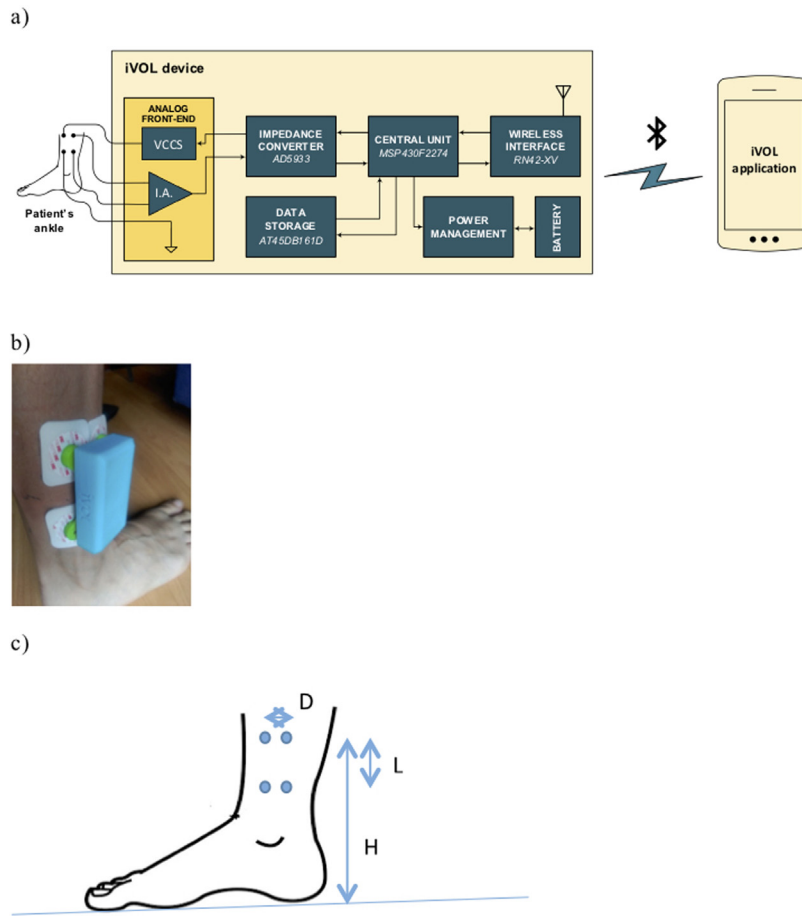 a)
iVOL device
ANALOG
FRONT-END
VCCS
I.A.
Patient's
ankle
IMPEDANCE
CONVERTER
AD5933
CENTRAL UNIT
MSP430F2274
WIRELESS
INTERFACE
RN42-XV
DATA
STORAGE
AT45DB161D
POWER
MANAGEMENT
BATTERY
iVOL
application
b)
c)
D
L
H